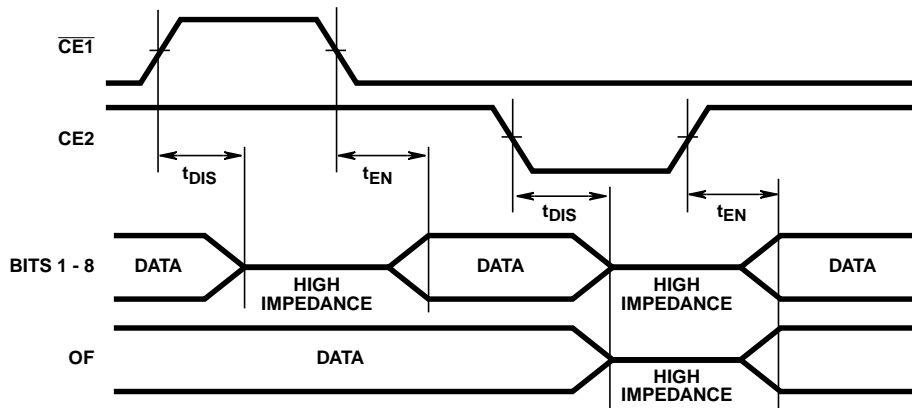 CE1
CE2
tDIS
tEN
tDIS
tEN
BITS 1 - 8
DATA
HIGH
IMPEDANCE
DATA
HIGH
IMPEDANCE
DATA
OF
DATA
HIGH
IMPEDANCE